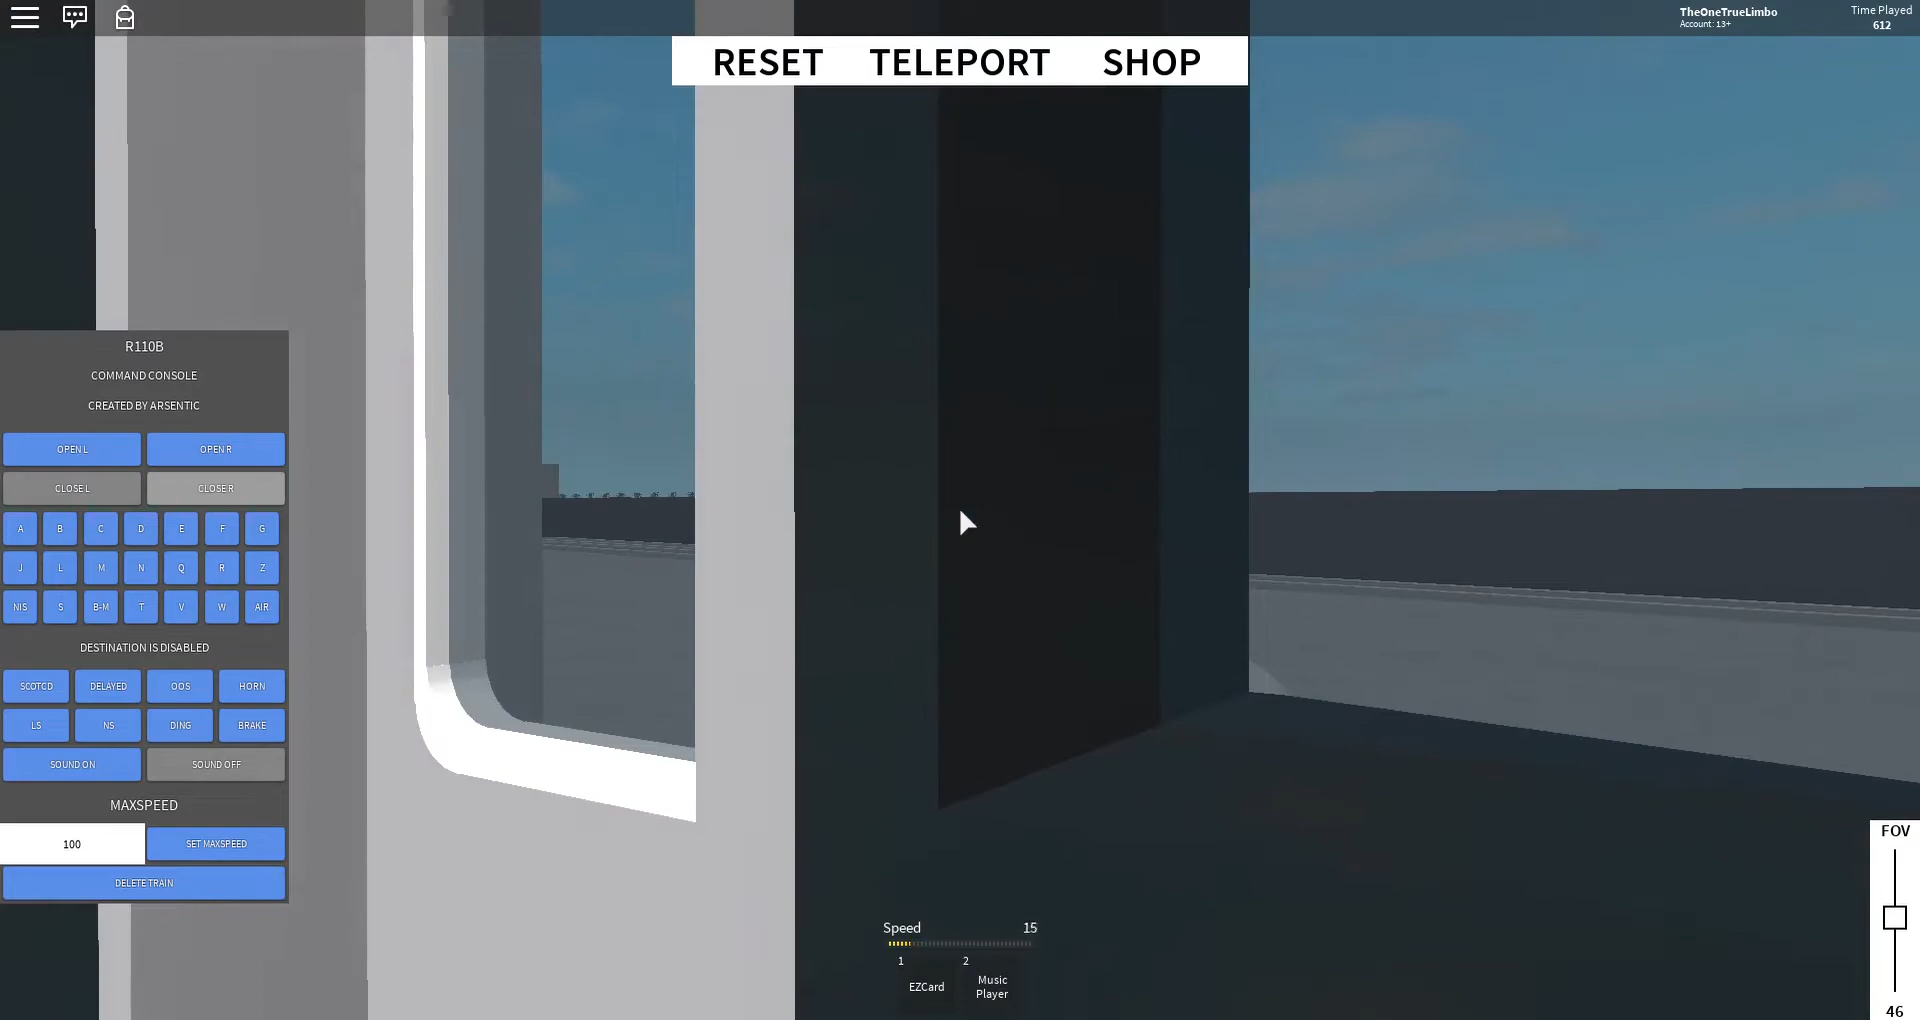 TheOneTrueLimbo
Account: 13+
Time Played
612
RESET TELEPORT SHOP
R110B
COMMAND CONSOLE
CREATED BY ARSENTIC
OPEN L OPEN R
CLOSE L CLOSE R
A B C D E F G
J L M N Q R Z
NIS S B-M T V W AIR
DESTINATION IS DISABLED
SCOTCD DELAYED OOS HORN
LS NS DING BRAKE
SOUND ON SOUND OFF
MAXSPEED
100 SET MAXSPEED
DELETE TRAIN
Speed 15
1 2
EZCard Music
Player
FOV
46